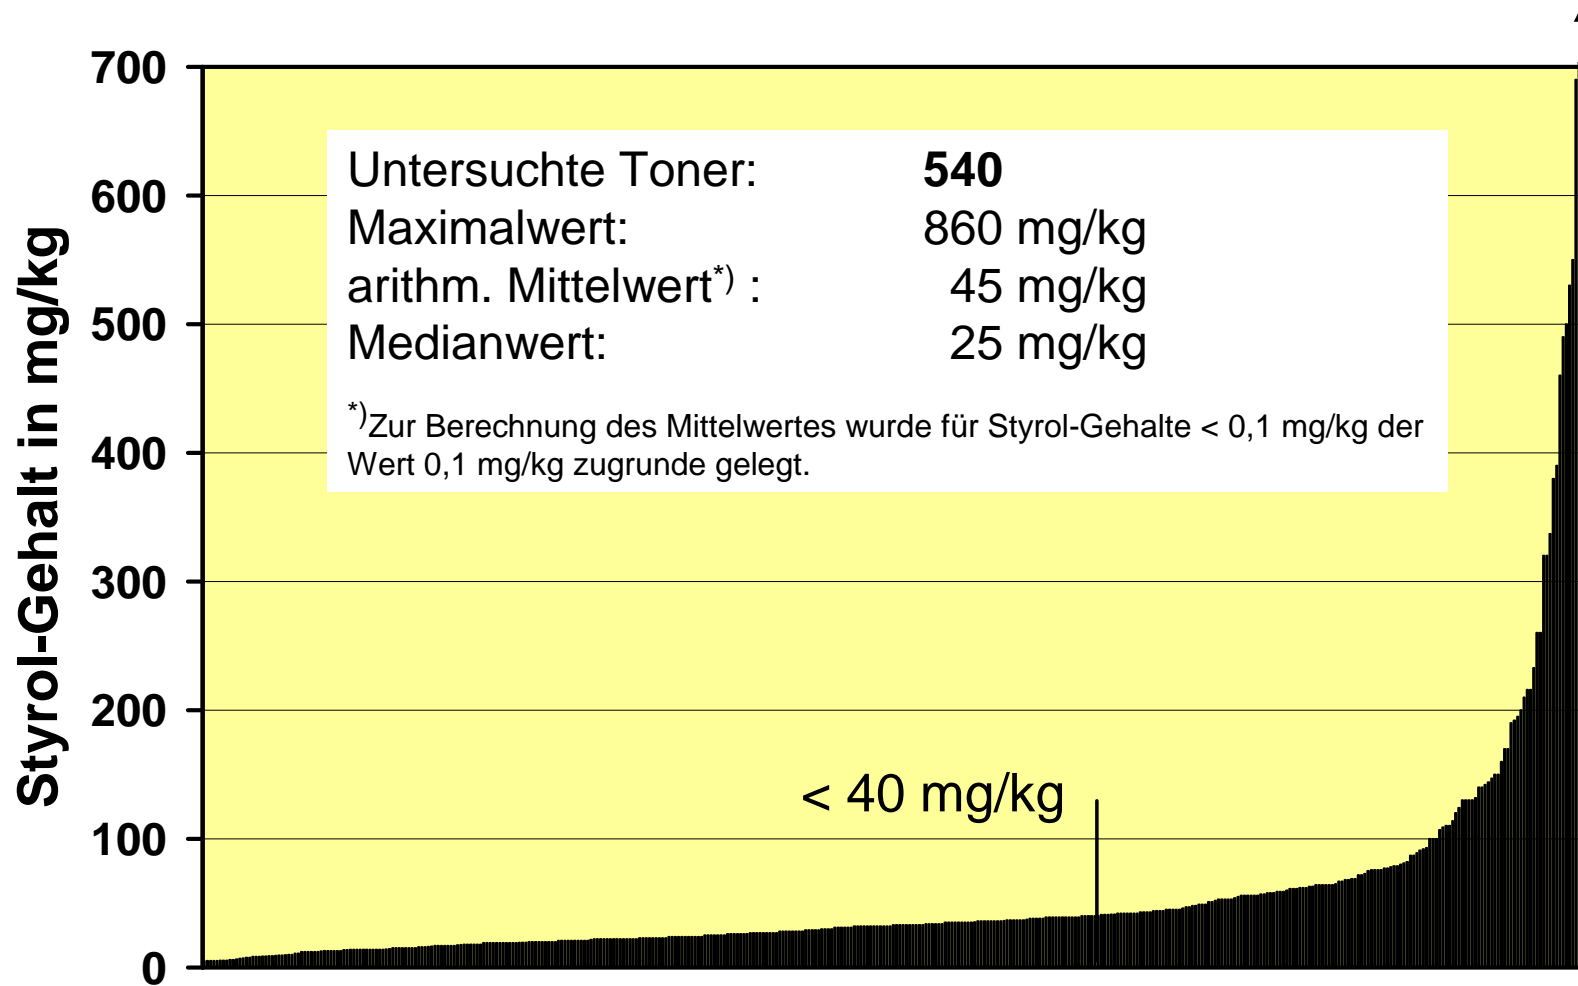 Styrol-Gehalt in mg/kg
700
600
500
400
300
200
100
0
Untersuchte Toner: 540
Maximalwert: 860 mg/kg
arithm. Mittelwert*) : 45 mg/kg
Medianwert: 25 mg/kg
*)Zur Berechnung des Mittelwertes wurde für Styrol-Gehalte < 0,1 mg/kg der
Wert 0,1 mg/kg zugrunde gelegt.
< 40 mg/kg